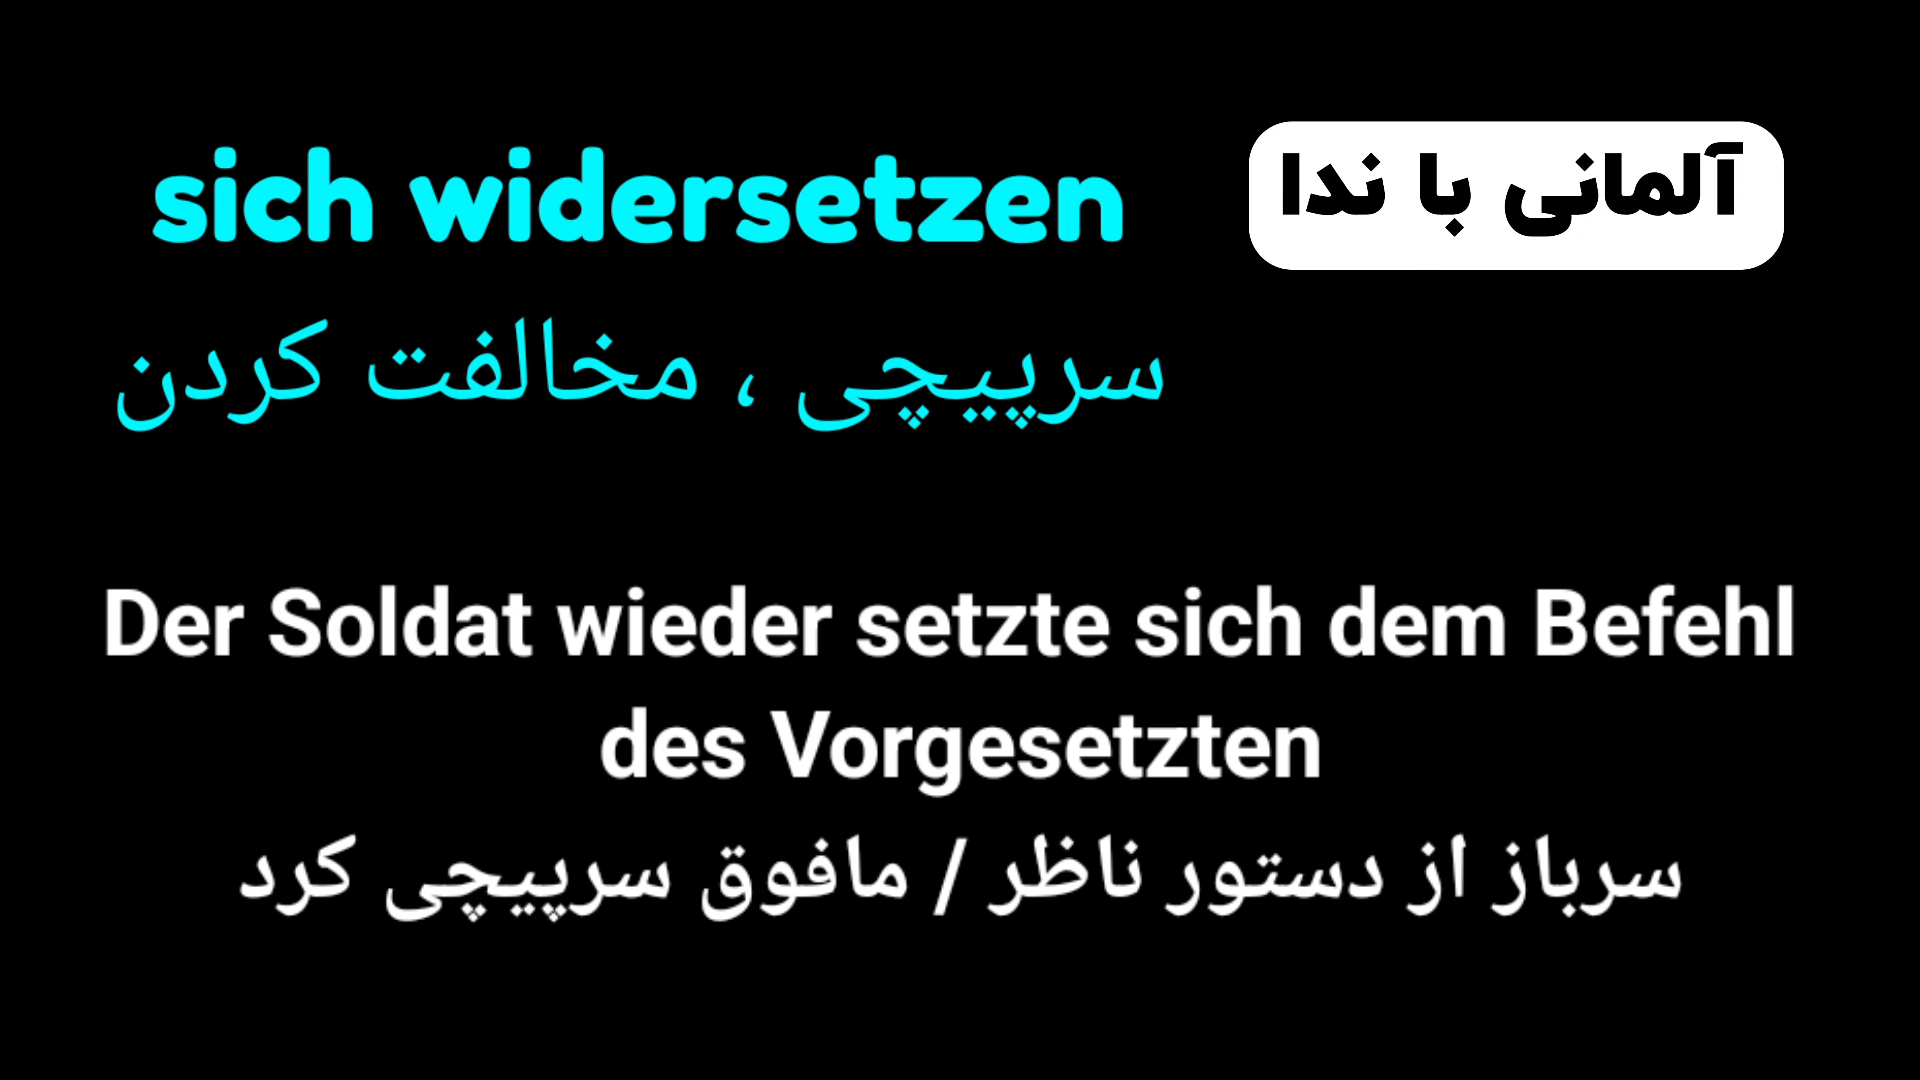 sich widersetzen
آلمانی با ندا
سرپیچی ، مخالفت کردن
Der Soldat wieder setzte sich dem Befehl
des Vorgesetzten
سرباز از دستور ناظر / مافوق سرپیچی کرد